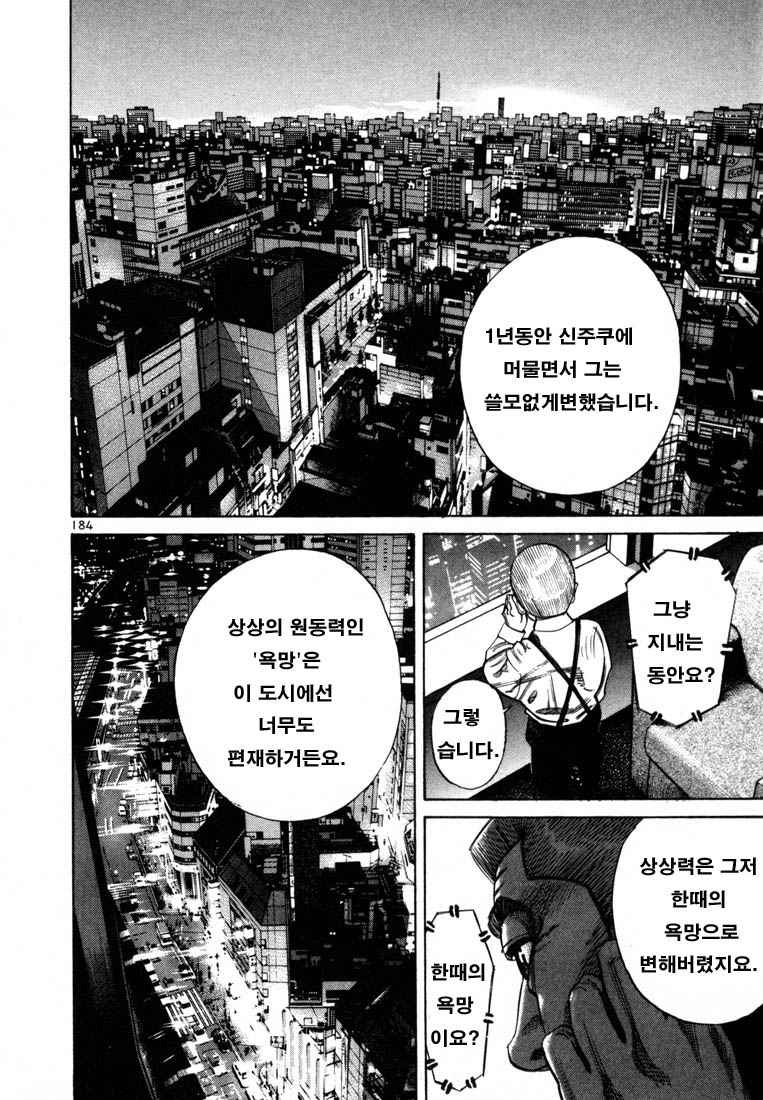 1년동안 신주쿠에
머물면서 그는
쓸모없게변했습니다.
184
그냥
지내는
동안요?
그렇
습니다.
상상력은 그저
한때의
욕망으로
변해버렸지요.
한때의
욕망
이요?
상상의 원동력인
'욕망'은
이 도시에선
너무도
편재하거든요.